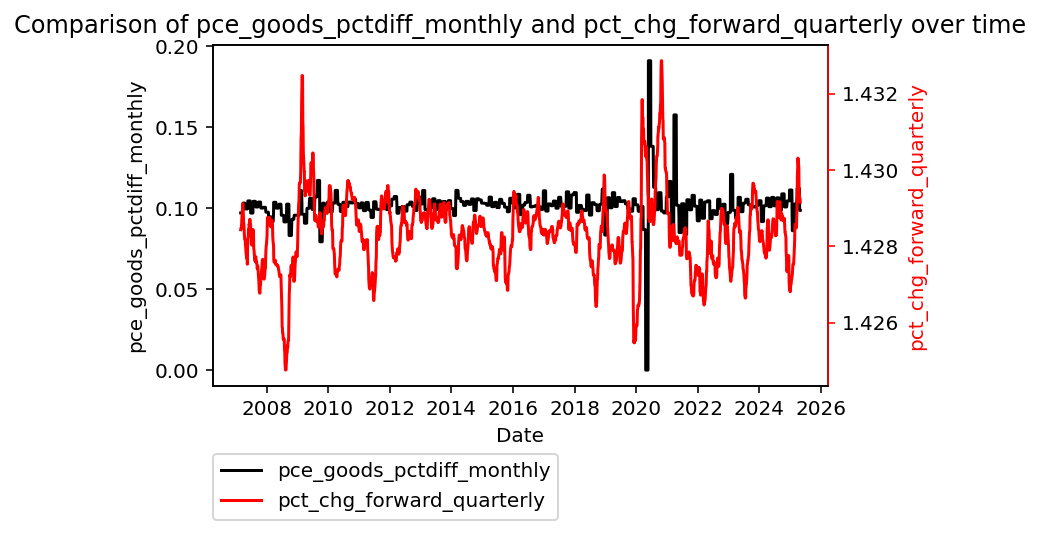 Comparison of pce_goods_pctdiff_monthly and pct_chg_forward_quarterly over time
pce_goods_pctdiff_monthly
0.20
0.15
0.10
0.05
0.00
1.432
1.430
1.428
1.426
pct_chg_forward_quarterly
2008 2010 2012 2014 2016 2018 2020 2022 2024 2026
Date
pce_goods_pctdiff_monthly
pct_chg_forward_quarterly